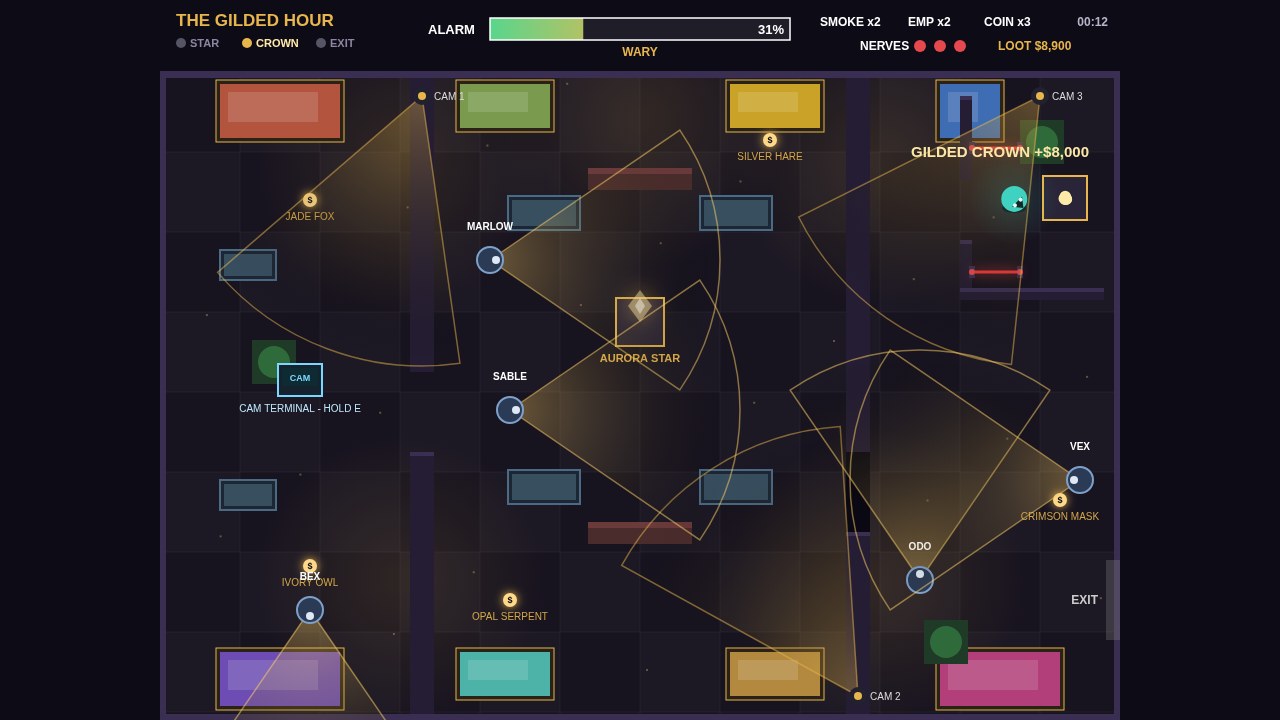 THE GILDED HOUR
STAR CROWN EXIT
ALARM 31%
WARY
SMOKE x2 EMP x2 COIN x3 00:12
NERVES LOOT $8,900
CAM 1
CAM 3
$
SILVER HARE
GILDED CROWN +$8,000
$
JADE FOX
MARLOW
AURORA STAR
CAM
CAM TERMINAL - HOLD E
SABLE
VEX
$
CRIMSON MASK
ODO
$
BEX
IVORY OWL
$
OPAL SERPENT
EXIT
CAM 2